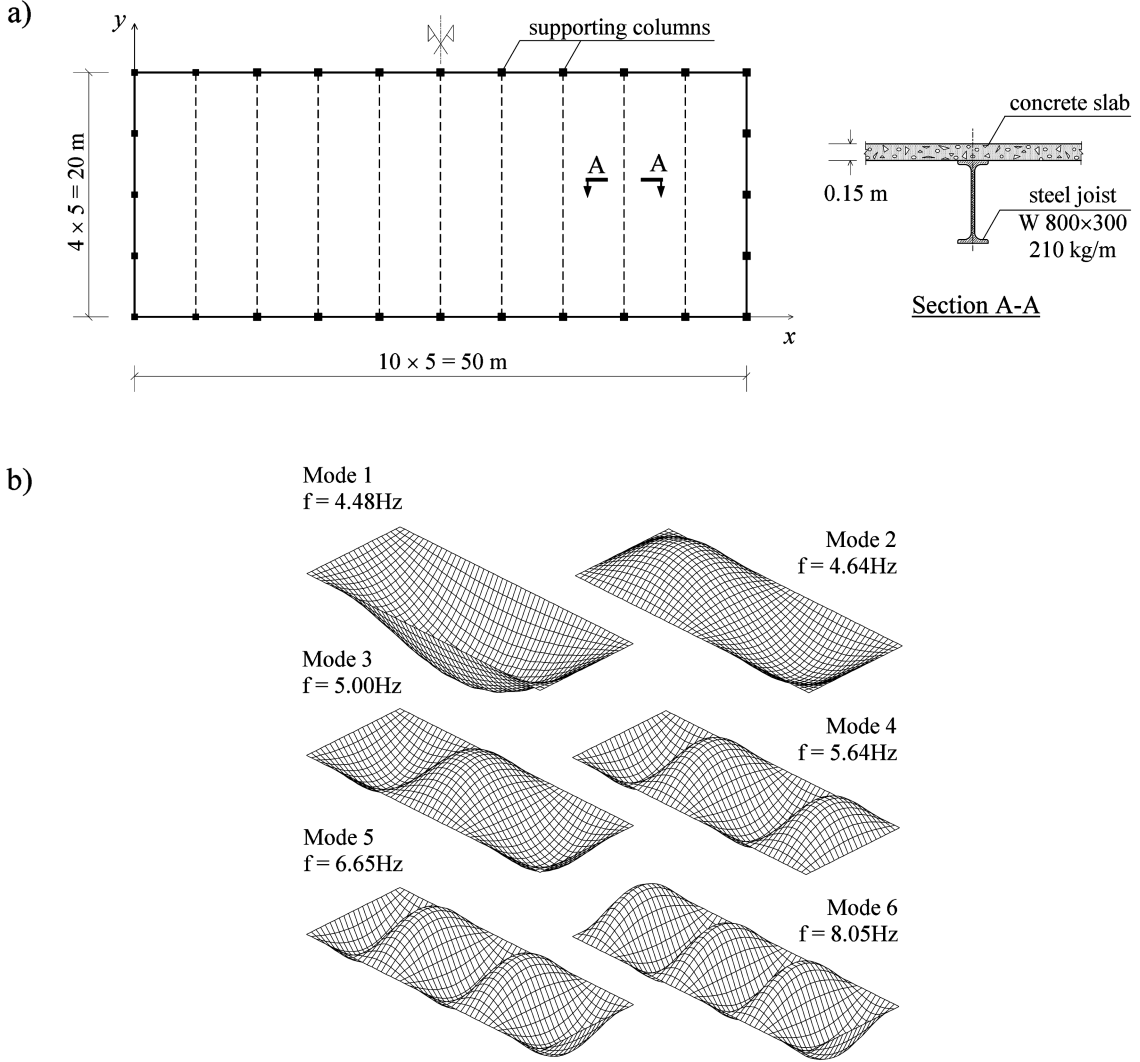 a)
y
supporting columns
concrete slab
A A
0.15 m
steel joist
W 800×300
210 kg/m
4 × 5 = 20 m
Section A-A
x
10 × 5 = 50 m
b)
Mode 1
f = 4.48Hz
Mode 2
f = 4.64Hz
Mode 3
f = 5.00Hz
Mode 4
f = 5.64Hz
Mode 5
f = 6.65Hz
Mode 6
f = 8.05Hz